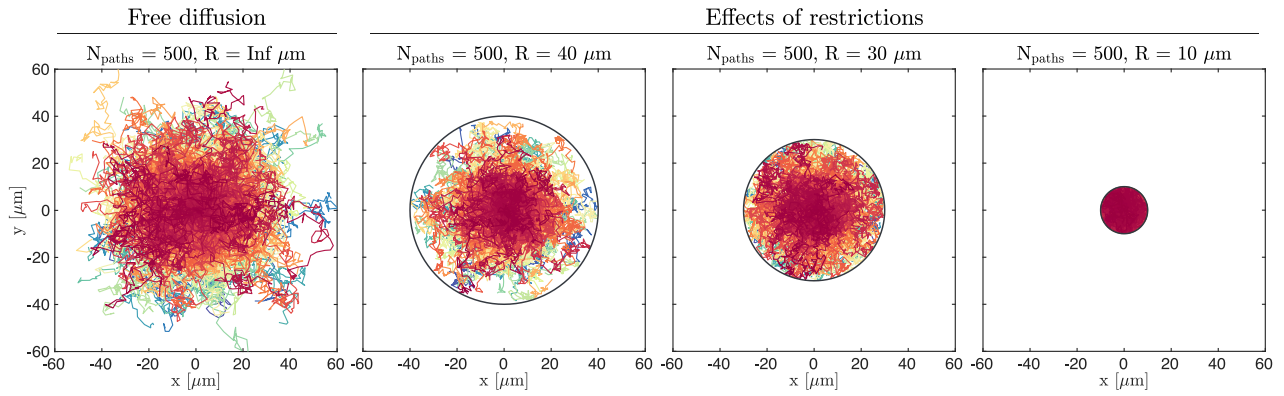 Free diffusion
Effects of restrictions
N_paths = 500, R = Inf μm
N_paths = 500, R = 40 μm
N_paths = 500, R = 30 μm
N_paths = 500, R = 10 μm
60
40
20
0
-20
-40
-60
y [μm]
-60 -40 -20 0 20 40 60
x [μm]
-60 -40 -20 0 20 40 60
x [μm]
-60 -40 -20 0 20 40 60
x [μm]
-60 -40 -20 0 20 40 60
x [μm]